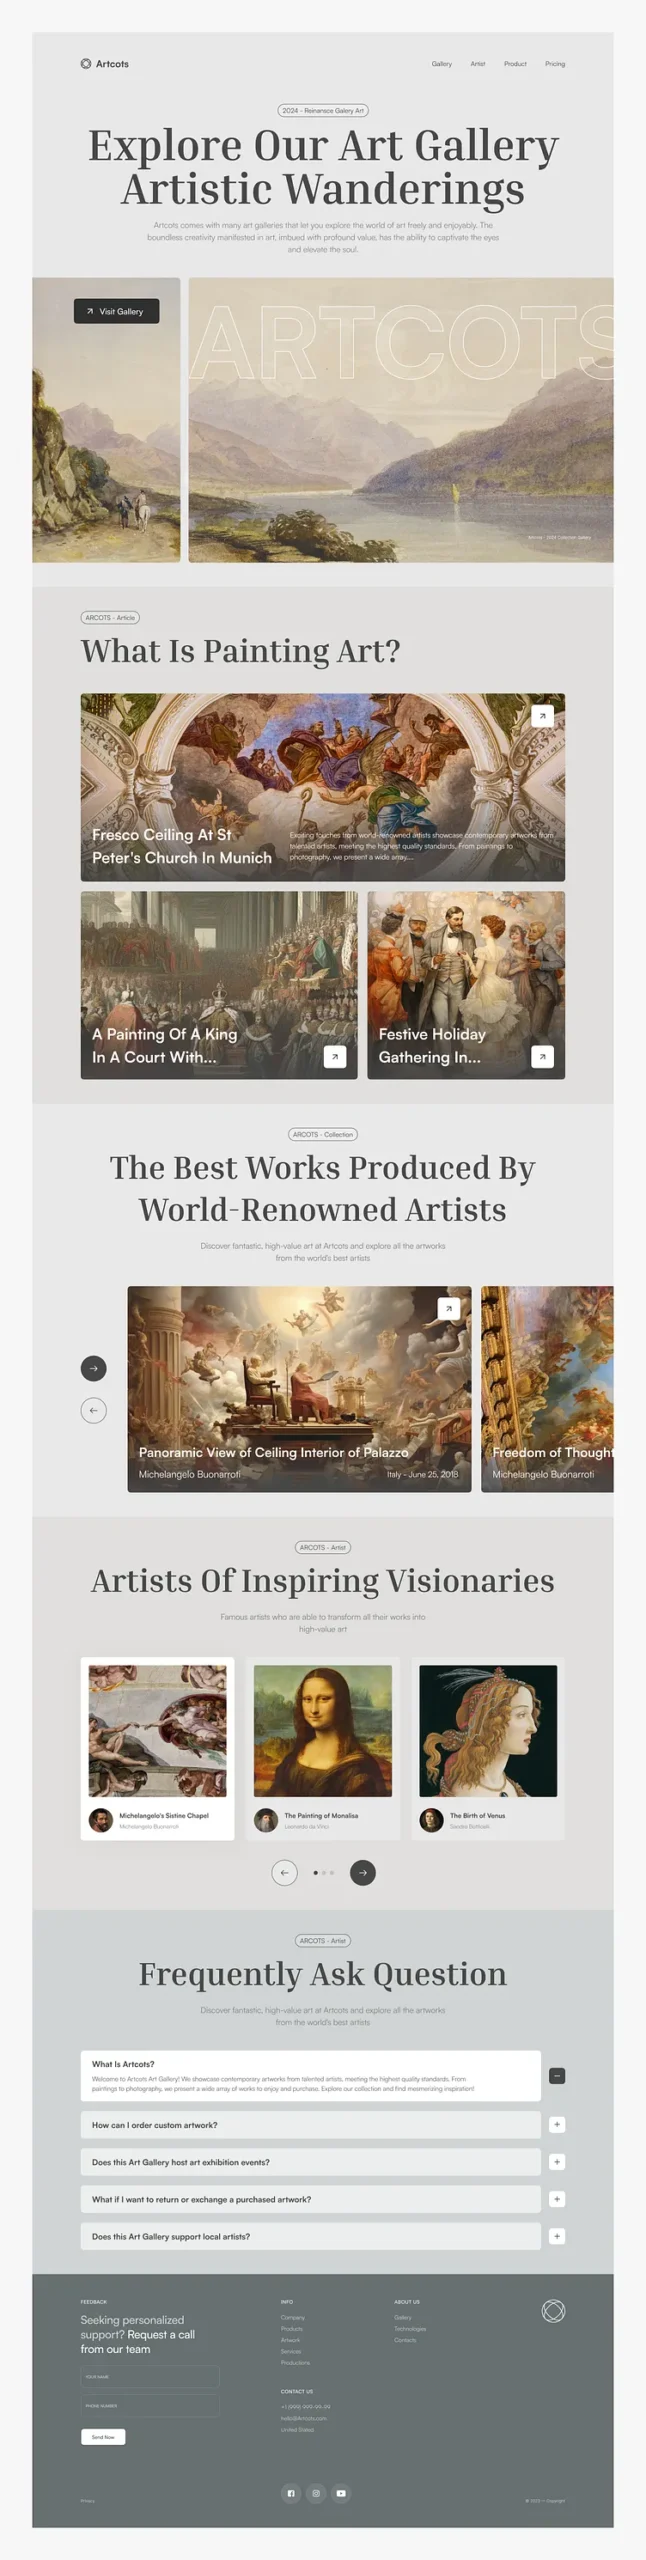 Artcots
Gallery Artist Product Pricing
2024 - Reinansce Galery Art
Explore Our Art Gallery
Artistic Wanderings
Artcots comes with many art galleries that let you explore the world of art freely and enjoyably. The
boundless creativity manifested in art, imbued with profound value, has the ability to captivate the eyes
and elevate the soul.
Visit Gallery
ARTCOTS
Artcots - 2024 Collection Gallery
ARCOTS - Article
What Is Painting Art?
Fresco Ceiling At St
Peter's Church In Munich
Exciting touches from world-renowned artists showcase contemporary artworks from
talented artists, meeting the highest quality standards. From paintings to
photography, we present a wide array....
A Painting Of A King
In A Court With...
Festive Holiday
Gathering In...
ARCOTS - Collection
The Best Works Produced By
World-Renowned Artists
Discover fantastic, high-value art at Artcots and explore all the artworks
from the world's best artists
Panoramic View of Ceiling Interior of Palazzo
Michelangelo Buonarroti
Italy - June 25, 2018
Freedom of Thought
Michelangelo Buonarroti
ARCOTS - Artist
Artists Of Inspiring Visionaries
Famous artists who are able to transform all their works into
high-value art
Michelangelo's Sistine Chapel
Michelangelo Buonarroti
The Painting of Monalisa
Leonardo da Vinci
The Birth of Venus
Sandro Botticelli
ARCOTS - Artist
Frequently Ask Question
Discover fantastic, high-value art at Artcots and explore all the artworks
from the world's best artists
What Is Artcots?
Welcome to Artcots Art Gallery! We showcase contemporary artworks from talented artists, meeting the highest quality standards. From
paintings to photography, we present a wide array of works to enjoy and purchase. Explore our collection and find mesmerizing inspiration!
How can I order custom artwork?
Does this Art Gallery host art exhibition events?
What if I want to return or exchange a purchased artwork?
Does this Art Gallery support local artists?
FEEDBACK
Seeking personalized
support? Request a call
from our team
YOUR NAME
PHONE NUMBER
Send Now
INFO
Company
Products
Artwork
Services
Productions
CONTACT US
+1 (999) 999-99-99
hello@Artcots.com
United States
ABOUT US
Gallery
Technologies
Contacts
Privacy
© 2023 — Copyright